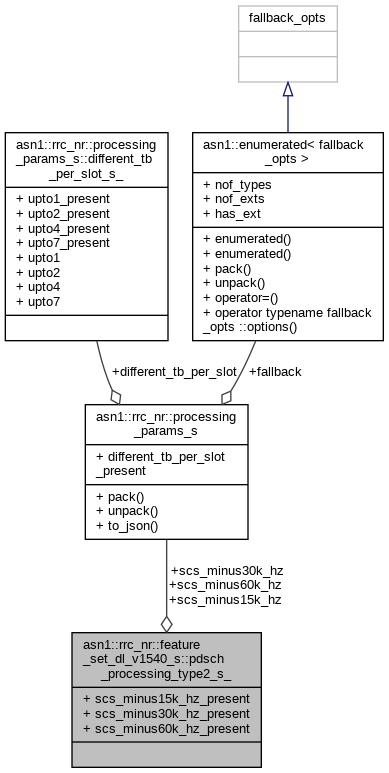 fallback_opts
asn1::rrc_nr::processing
_params_s::different_tb
_per_slot_s_
+ upto1_present
+ upto2_present
+ upto4_present
+ upto7_present
+ upto1
+ upto2
+ upto4
+ upto7
asn1::enumerated< fallback
_opts >
+ nof_types
+ nof_exts
+ has_ext
+ enumerated()
+ enumerated()
+ pack()
+ unpack()
+ operator=()
+ operator typename fallback
_opts ::options()
+different_tb_per_slot
+fallback
asn1::rrc_nr::processing
_params_s
+ different_tb_per_slot
_present
+ pack()
+ unpack()
+ to_json()
+scs_minus30k_hz
+scs_minus60k_hz
+scs_minus15k_hz
asn1::rrc_nr::feature
_set_dl_v1540_s::pdsch
_processing_type2_s_
+ scs_minus15k_hz_present
+ scs_minus30k_hz_present
+ scs_minus60k_hz_present